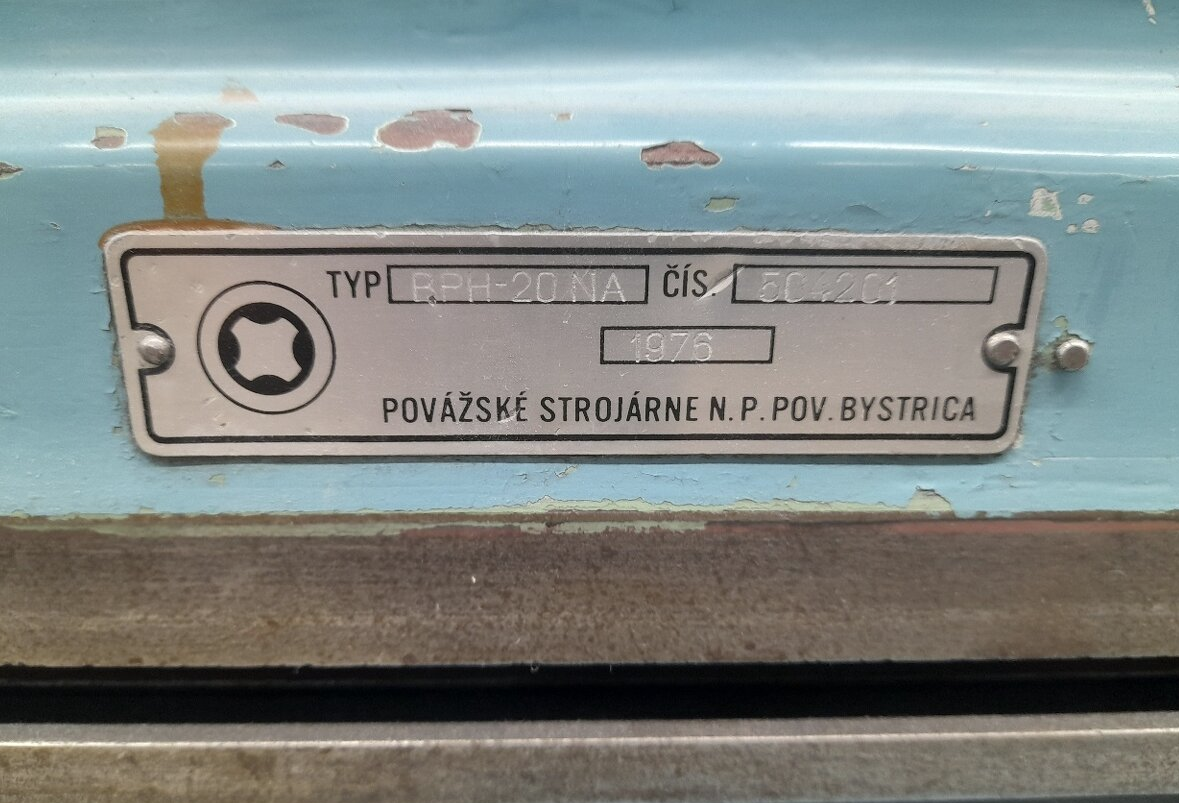 TYP BPH-20 NA ČÍS. 504201
1976
POVÁŽSKÉ STROJÁRNE N.P. POV. BYSTRICA